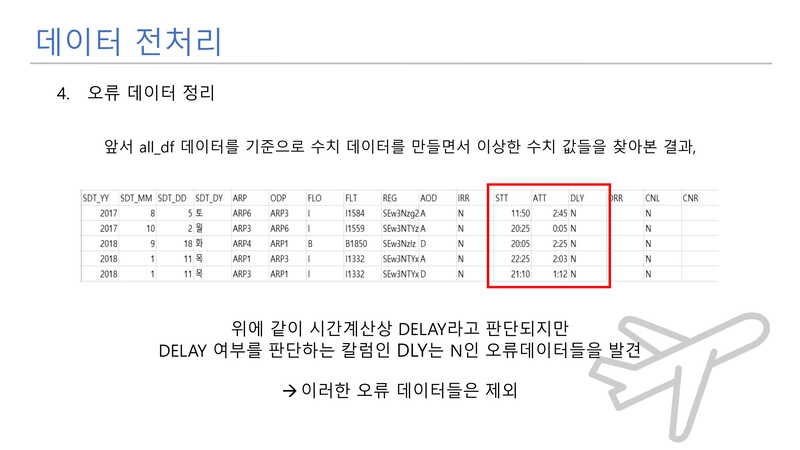 데이터 전처리
4. 오류 데이터 정리
앞서 all_df 데이터를 기준으로 수치 데이터를 만들면서 이상한 수치 값들을 찾아본 결과,
SDT_YY SDT_MM SDT_DD SDT_DY ARP ODP FLO FLT REG AOD IRR STT ATT DLY DRR CNL CNR
2017 8 5 토 ARP6 ARP3 I I1584 SEw3Nzg2 A N 11:50 2:45 N N
2017 10 2 월 ARP3 ARP6 I I1559 SEw3NTYz A N 20:25 0:05 N N
2018 9 18 화 ARP4 ARP1 B B1850 SEw3NzIz D N 20:05 2:25 N N
2018 1 11 목 ARP1 ARP3 I I1332 SEw3NTYx A N 22:25 2:03 N N
2018 1 11 목 ARP3 ARP1 I I1332 SEw3NTYx D N 21:10 1:12 N N
위에 같이 시간계산상 DELAY라고 판단되지만
DELAY 여부를 판단하는 칼럼인 DLY는 N인 오류데이터들을 발견
→ 이러한 오류 데이터들은 제외